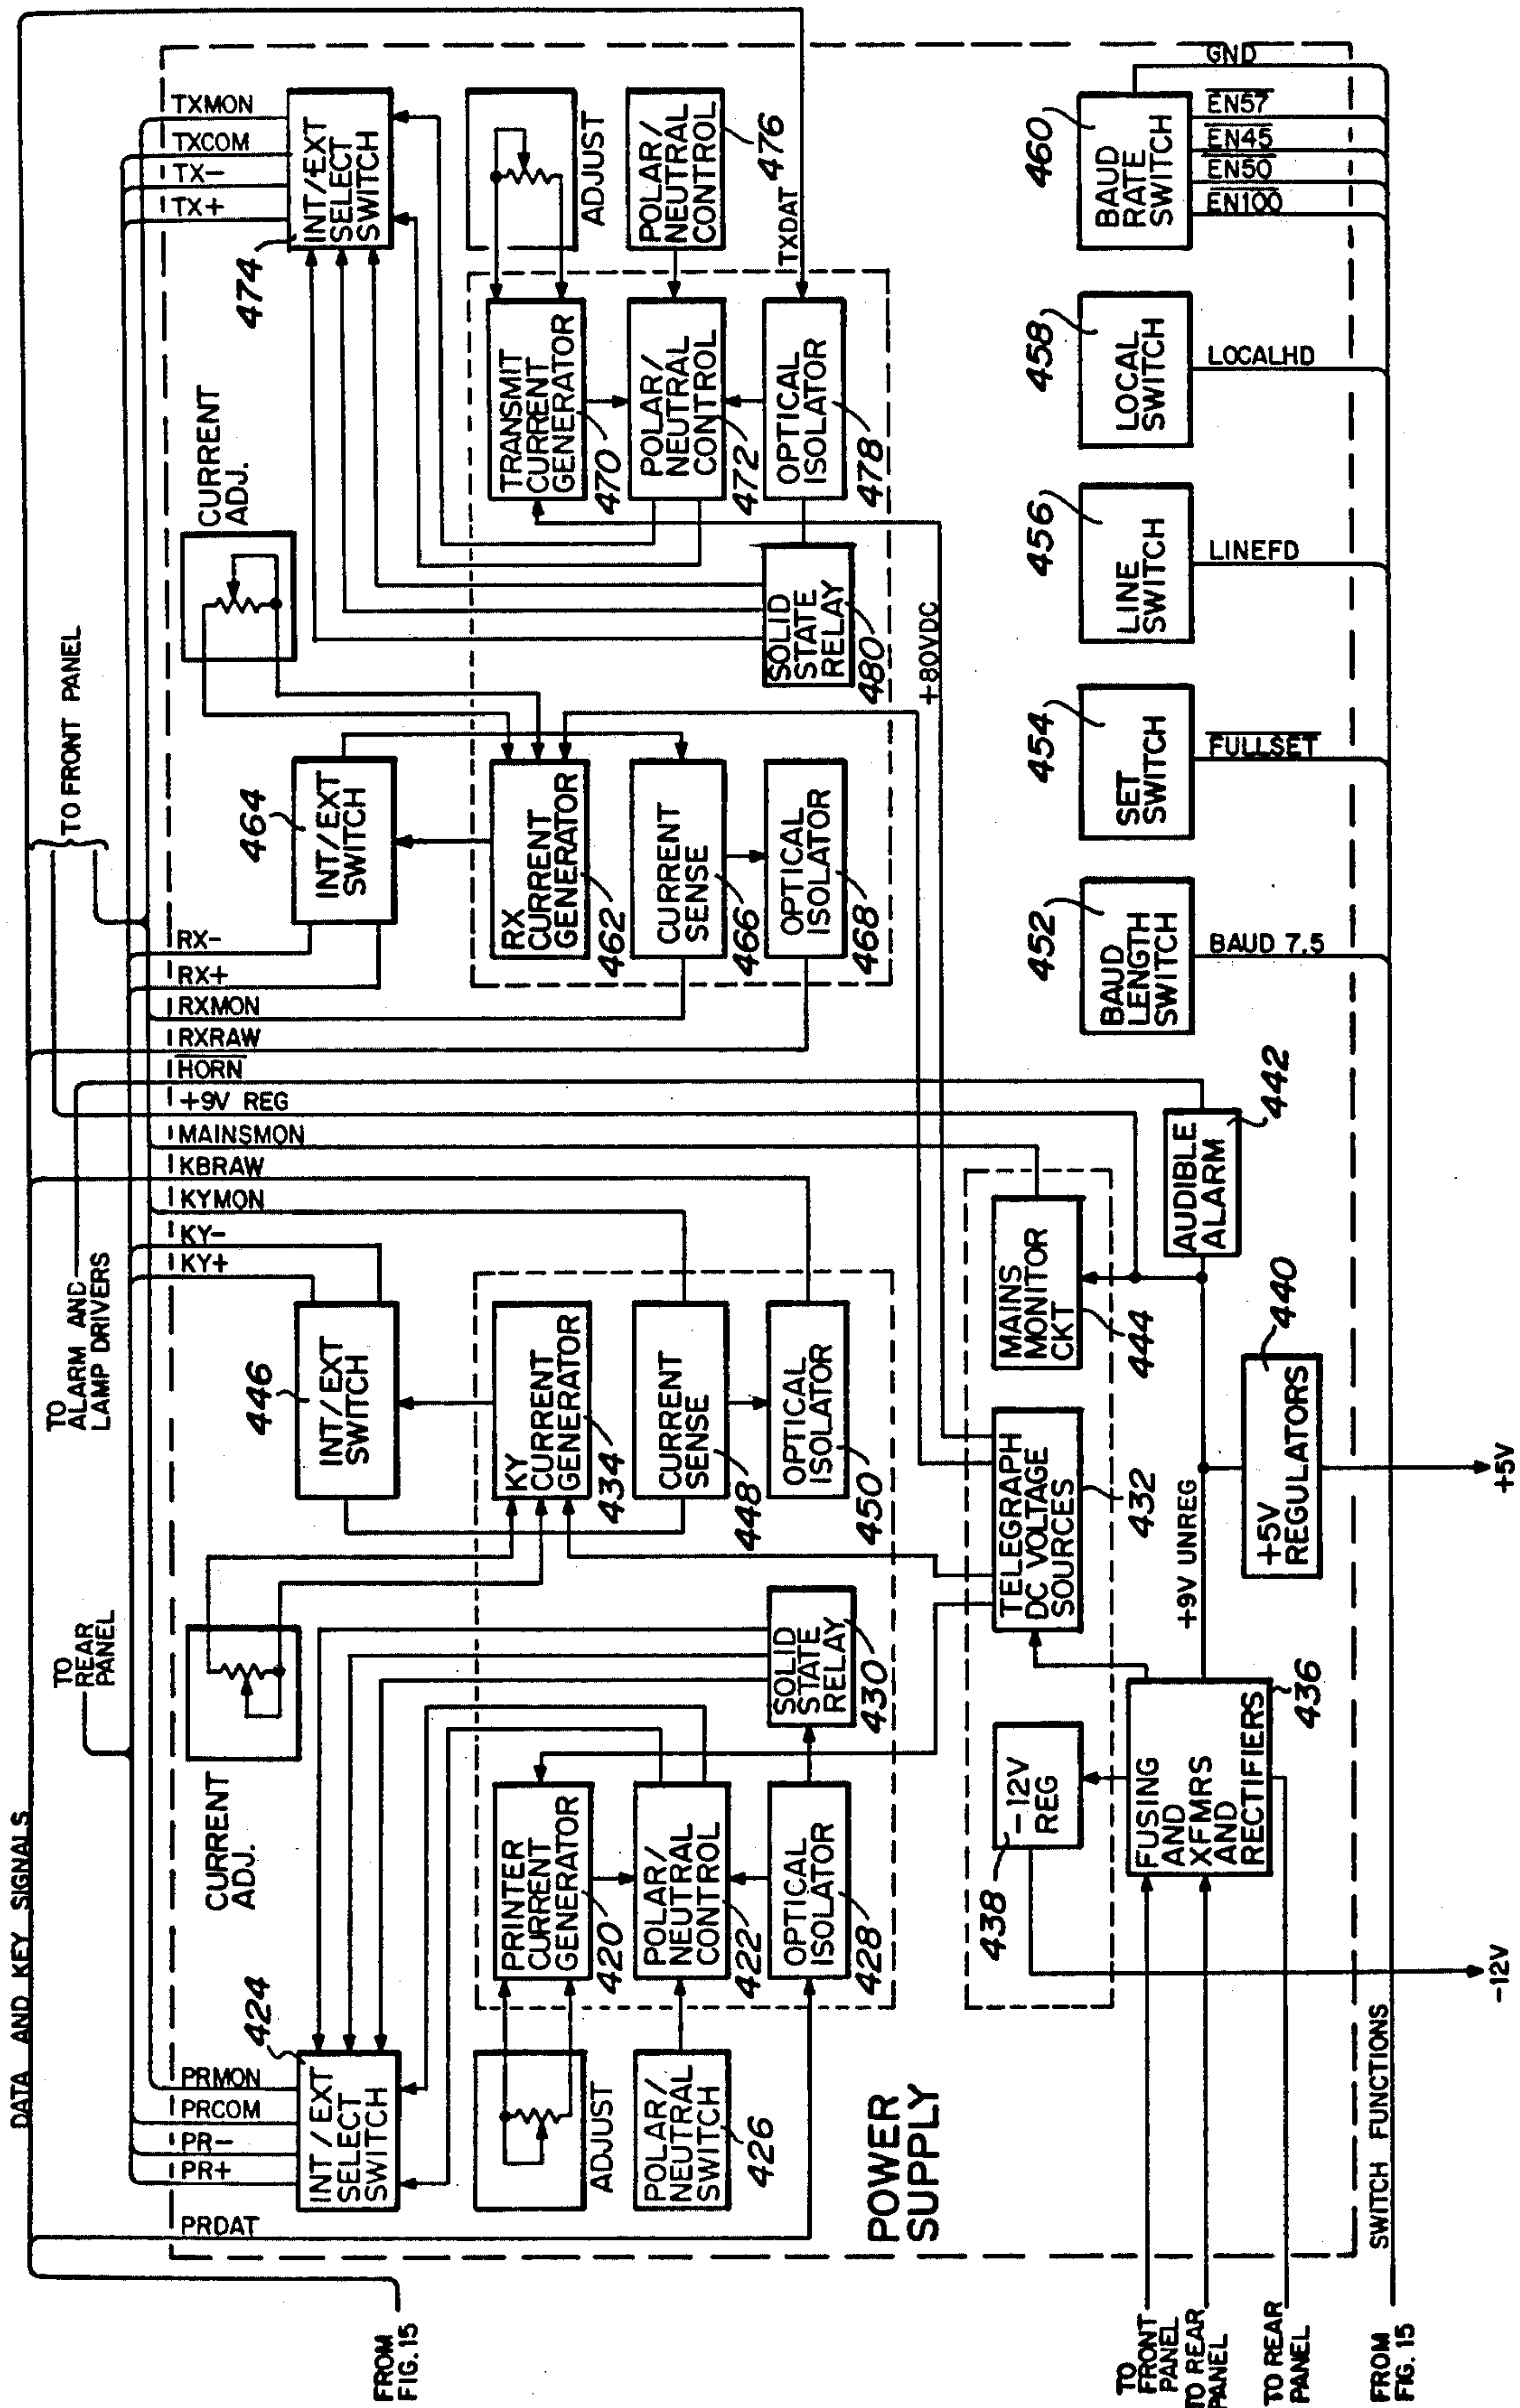 DATA AND KEY SIGNALS
FROM
FIG. 15
TO
REAR
PANEL
TO
ALARM AND
LAMP DRIVERS
TO FRONT PANEL
PRDAT
PR+
PR-
PRCOM
PRMON
KY+
KY-
KYMON
KBRAW
MAINSMON
+9V REG
HORN
RXRAW
RXMON
RX+
RX-
TX+
TX-
TXCOM
TXMON
INT/EXT
SELECT
SWITCH
424
CURRENT
ADJ.
INT/EXT
SWITCH
446
INT/EXT
SWITCH
464
CURRENT
ADJ.
INT/EXT
SELECT
SWITCH
474
ADJUST
PRINTER
CURRENT
GENERATOR
420
KY
CURRENT
GENERATOR
434
RX
CURRENT
GENERATOR
462
TRANSMIT
CURRENT
GENERATOR
470
ADJUST
POLAR/
NEUTRAL
SWITCH
426
POLAR/
NEUTRAL
CONTROL
422
CURRENT
SENSE
448
CURRENT
SENSE
466
POLAR/
NEUTRAL
CONTROL
472
POLAR/
NEUTRAL
CONTROL
476
OPTICAL
ISOLATOR
428
SOLID
STATE
RELAY
430
OPTICAL
ISOLATOR
450
OPTICAL
ISOLATOR
468
SOLID
STATE
RELAY
480
OPTICAL
ISOLATOR
478
TXDAT
POWER
SUPPLY
+80VDC
438
-12V
REG
TELEGRAPH
DC VOLTAGE
SOURCES
432
MAINS
MONITOR
CKT
444
FUSING
AND
XFMRS
AND
RECTIFIERS
436
+9V UNREG
AUDIBLE
ALARM
442
+5V
REGULATORS
440
BAUD
LENGTH
SWITCH
452
BAUD 7.5
SET
SWITCH
454
FULLSET
LINE
SWITCH
456
LINEFD
LOCAL
SWITCH
458
LOCALHD
BAUD
RATE
SWITCH
460
EN100
EN50
EN45
EN57
GND
TO
FRONT
PANEL
TO REAR
PANEL
TO REAR
PANEL
FROM
FIG. 15
SWITCH FUNCTIONS
-12V
+5V